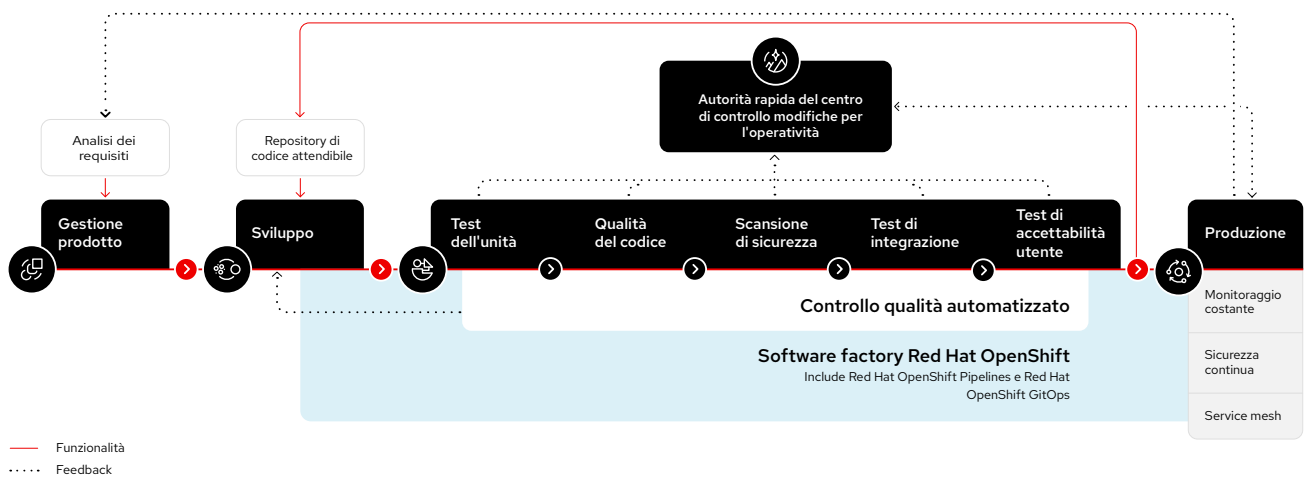 Autorità rapida del centro
di controllo modifiche per
l'operatività
Analisi dei
requisiti
Repository di
codice attendibile
Gestione
prodotto
Sviluppo
Test
dell'unità
Qualità
del codice
Scansione
di sicurezza
Test di
integrazione
Test di
accettabilità
utente
Produzione
Controllo qualità automatizzato
Monitoraggio
costante
Sicurezza
continua
Service mesh
Software factory Red Hat OpenShift
Include Red Hat OpenShift Pipelines e Red Hat
OpenShift GitOps
Funzionalità
Feedback